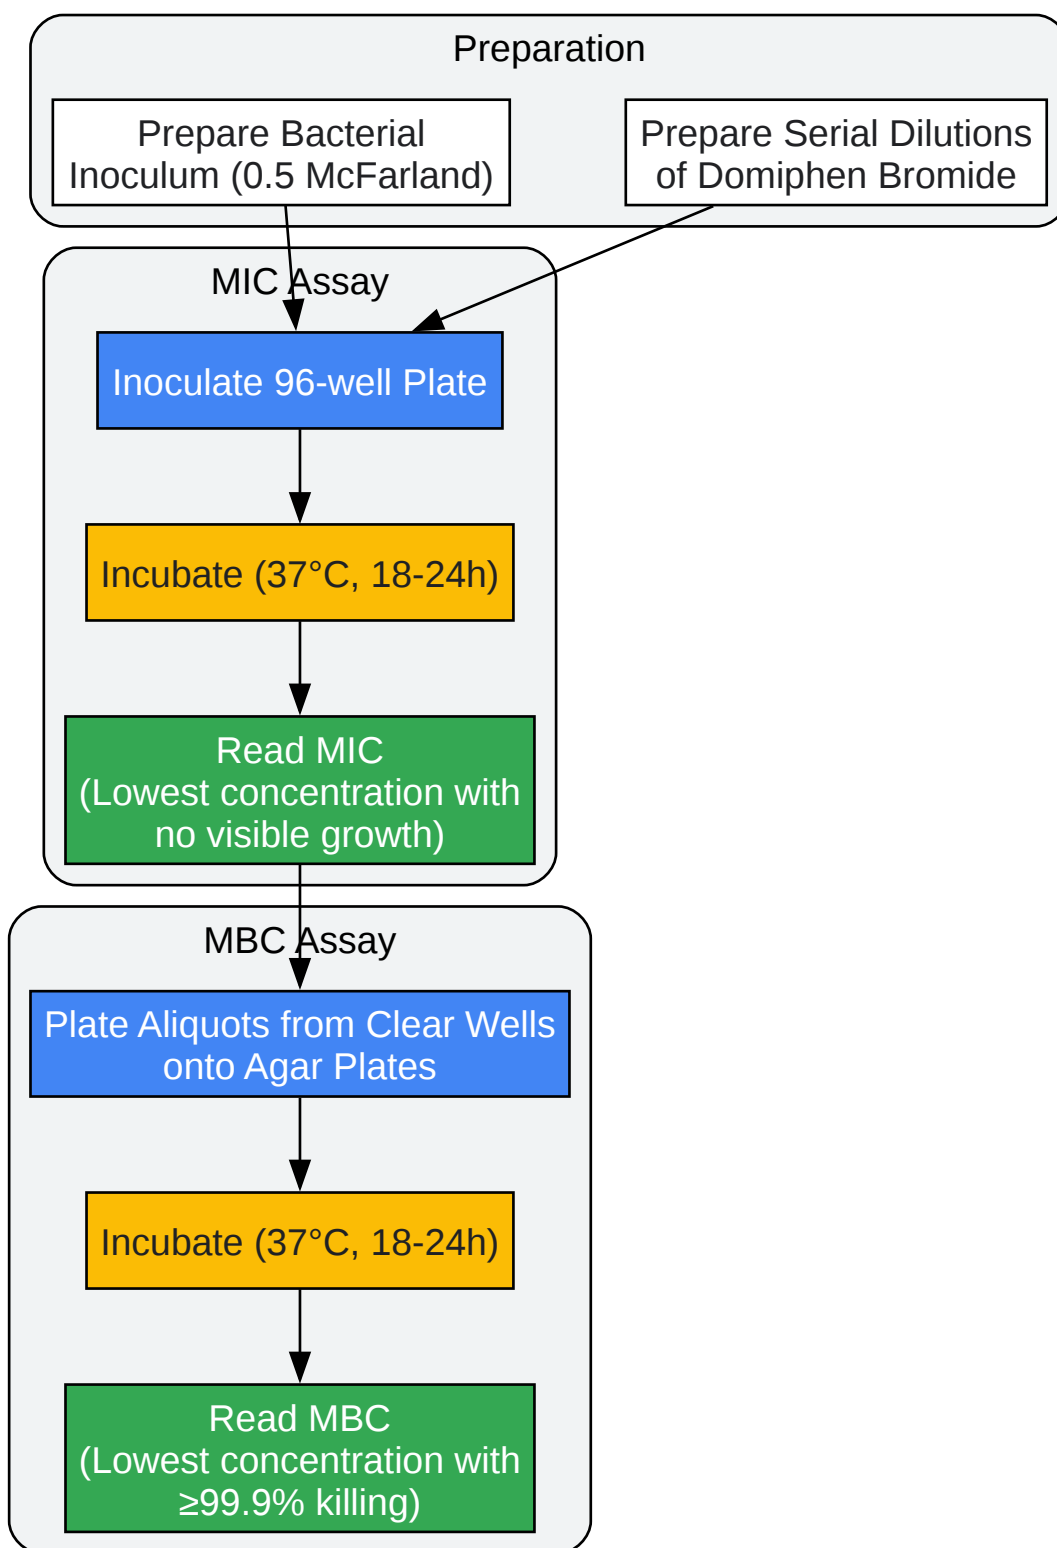 Preparation
Prepare Bacterial
Inoculum (0.5 McFarland)
Prepare Serial Dilutions
of Domiphen Bromide
MIC Assay
Inoculate 96-well Plate
Incubate (37°C, 18-24h)
Read MIC
(Lowest concentration with
no visible growth)
MBC Assay
Plate Aliquots from Clear Wells
onto Agar Plates
Incubate (37°C, 18-24h)
Read MBC
(Lowest concentration with
≥99.9% killing)